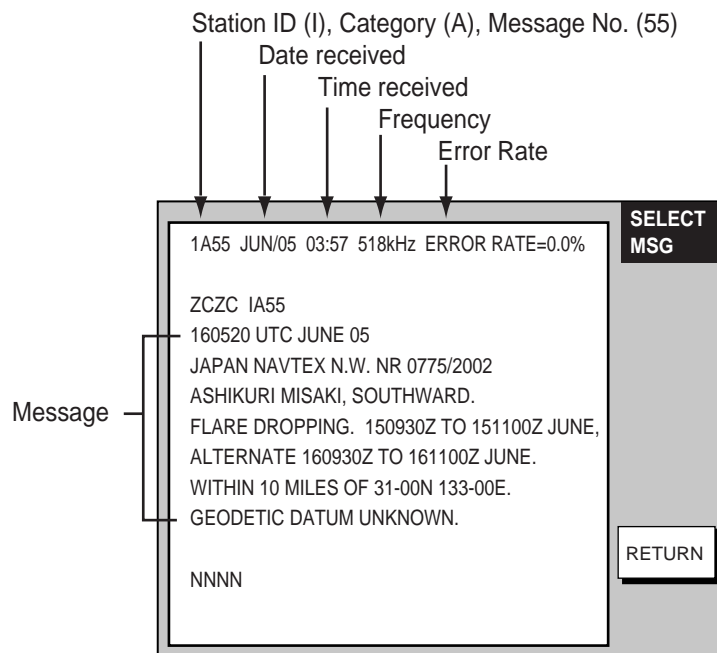 Station ID (I), Category (A), Message No. (55)
Date received
Time received
Frequency
Error Rate
SELECT
MSG
1A55 JUN/05 03:57 518kHz ERROR RATE=0.0%
ZCZC IA55
160520 UTC JUNE 05
JAPAN NAVTEX N.W. NR 0775/2002
ASHIKURI MISAKI, SOUTHWARD.
FLARE DROPPING. 150930Z TO 151100Z JUNE,
ALTERNATE 160930Z TO 161100Z JUNE.
WITHIN 10 MILES OF 31-00N 133-00E.
GEODETIC DATUM UNKNOWN.
NNNN
Message
RETURN